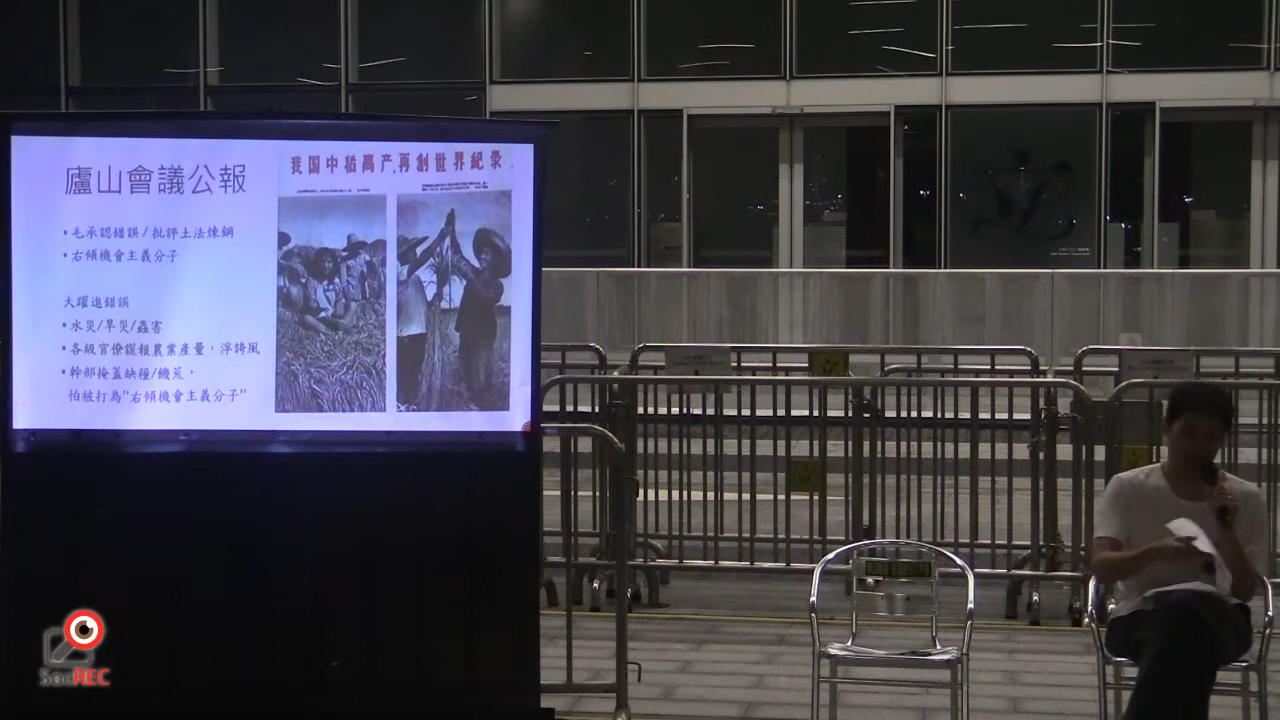 廬山會議公報
▪毛承認錯誤/批評土法煉鋼
▪右傾機會主義分子
大躍進錯誤
▪水災/旱災/蟲害
▪各級官僚謊報農業產量，浮誇風
▪幹部掩蓋缺糧/饑荒，
怕被打為"右傾機會主義分子"
我国中稻高产,再創世界紀录
立
SocREC